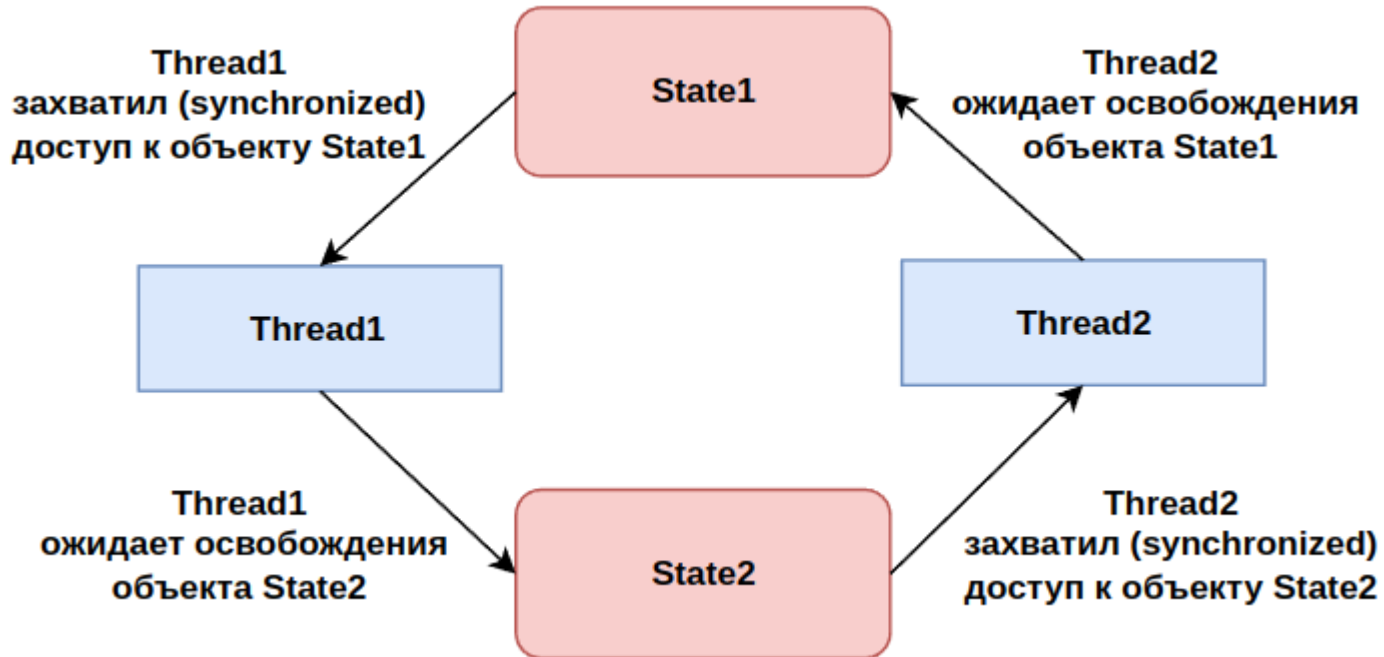 Thread1
захватил (synchronized)
доступ к объекту State1
State1
Thread2
ожидает освобождения
объекта State1
Thread1
Thread2
Thread1
ожидает освобождения
объекта State2
State2
Thread2
захватил (synchronized)
доступ к объекту State2